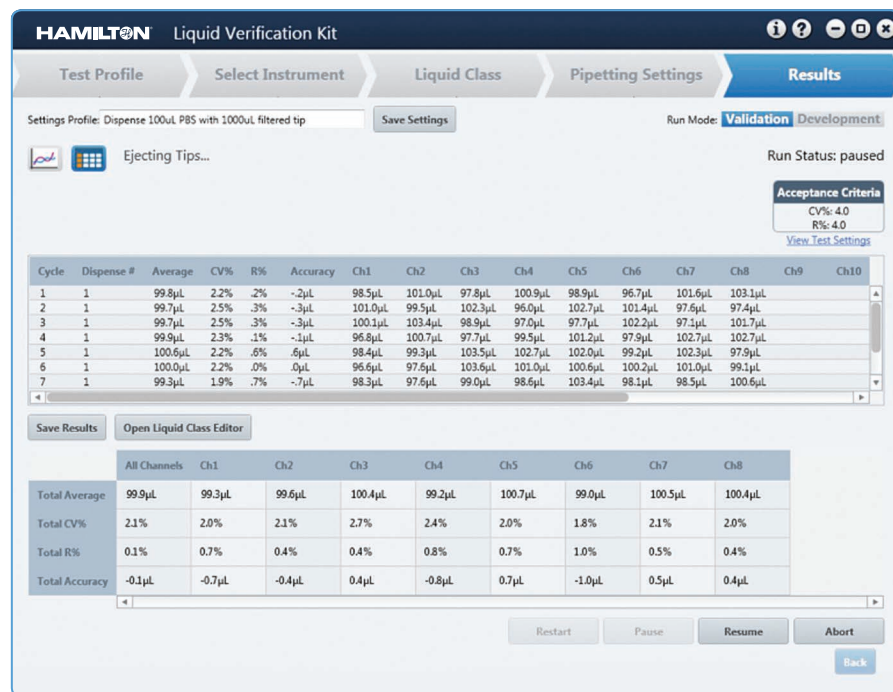 HAMILTON Liquid Verification Kit
Test Profile Select Instrument Liquid Class Pipetting Settings Results
Settings Profile: Dispense 100uL PBS with 1000uL filtered tip Save Settings Run Mode: Validation Development
Ejecting Tips... Run Status: paused
Acceptance Criteria
CV%: 4.0
R%: 4.0
View Test Settings
Cycle Dispense # Average CV% R% Accuracy Ch1 Ch2 Ch3 Ch4 Ch5 Ch6 Ch7 Ch8 Ch9 Ch10
1 1 99.8µL 2.2% .2% -.2µL 98.5µL 101.0µL 97.8µL 100.9µL 98.9µL 96.7µL 101.6µL 103.1µL
2 1 99.7µL 2.5% .3% -.3µL 101.0µL 99.5µL 102.3µL 96.0µL 102.7µL 101.4µL 97.6µL 97.4µL
3 1 99.7µL 2.5% .3% -.3µL 100.1µL 103.4µL 98.9µL 97.0µL 97.7µL 102.2µL 97.1µL 101.7µL
4 1 99.9µL 2.3% .1% -.1µL 96.8µL 100.7µL 97.7µL 99.5µL 101.2µL 97.9µL 102.7µL 102.7µL
5 1 100.6µL 2.2% .6% .6µL 98.4µL 99.3µL 103.5µL 102.7µL 102.0µL 99.2µL 102.3µL 97.9µL
6 1 100.0µL 2.2% .0% .0µL 96.6µL 97.6µL 103.6µL 101.0µL 100.6µL 100.2µL 101.0µL 99.1µL
7 1 99.3µL 1.9% .7% -.7µL 98.3µL 97.6µL 99.0µL 98.6µL 103.4µL 98.1µL 98.5µL 100.6µL
Save Results Open Liquid Class Editor
All Channels Ch1 Ch2 Ch3 Ch4 Ch5 Ch6 Ch7 Ch8
Total Average 99.9µL 99.3µL 99.6µL 100.4µL 99.2µL 100.7µL 99.0µL 100.5µL 100.4µL
Total CV% 2.1% 2.0% 2.1% 2.7% 2.4% 2.0% 1.8% 2.1% 2.0%
Total R% 0.1% 0.7% 0.4% 0.4% 0.8% 0.7% 1.0% 0.5% 0.4%
Total Accuracy -0.1µL -0.7µL -0.4µL 0.4µL -0.8µL 0.7µL -1.0µL 0.5µL 0.4µL
Restart Pause Resume Abort
Back